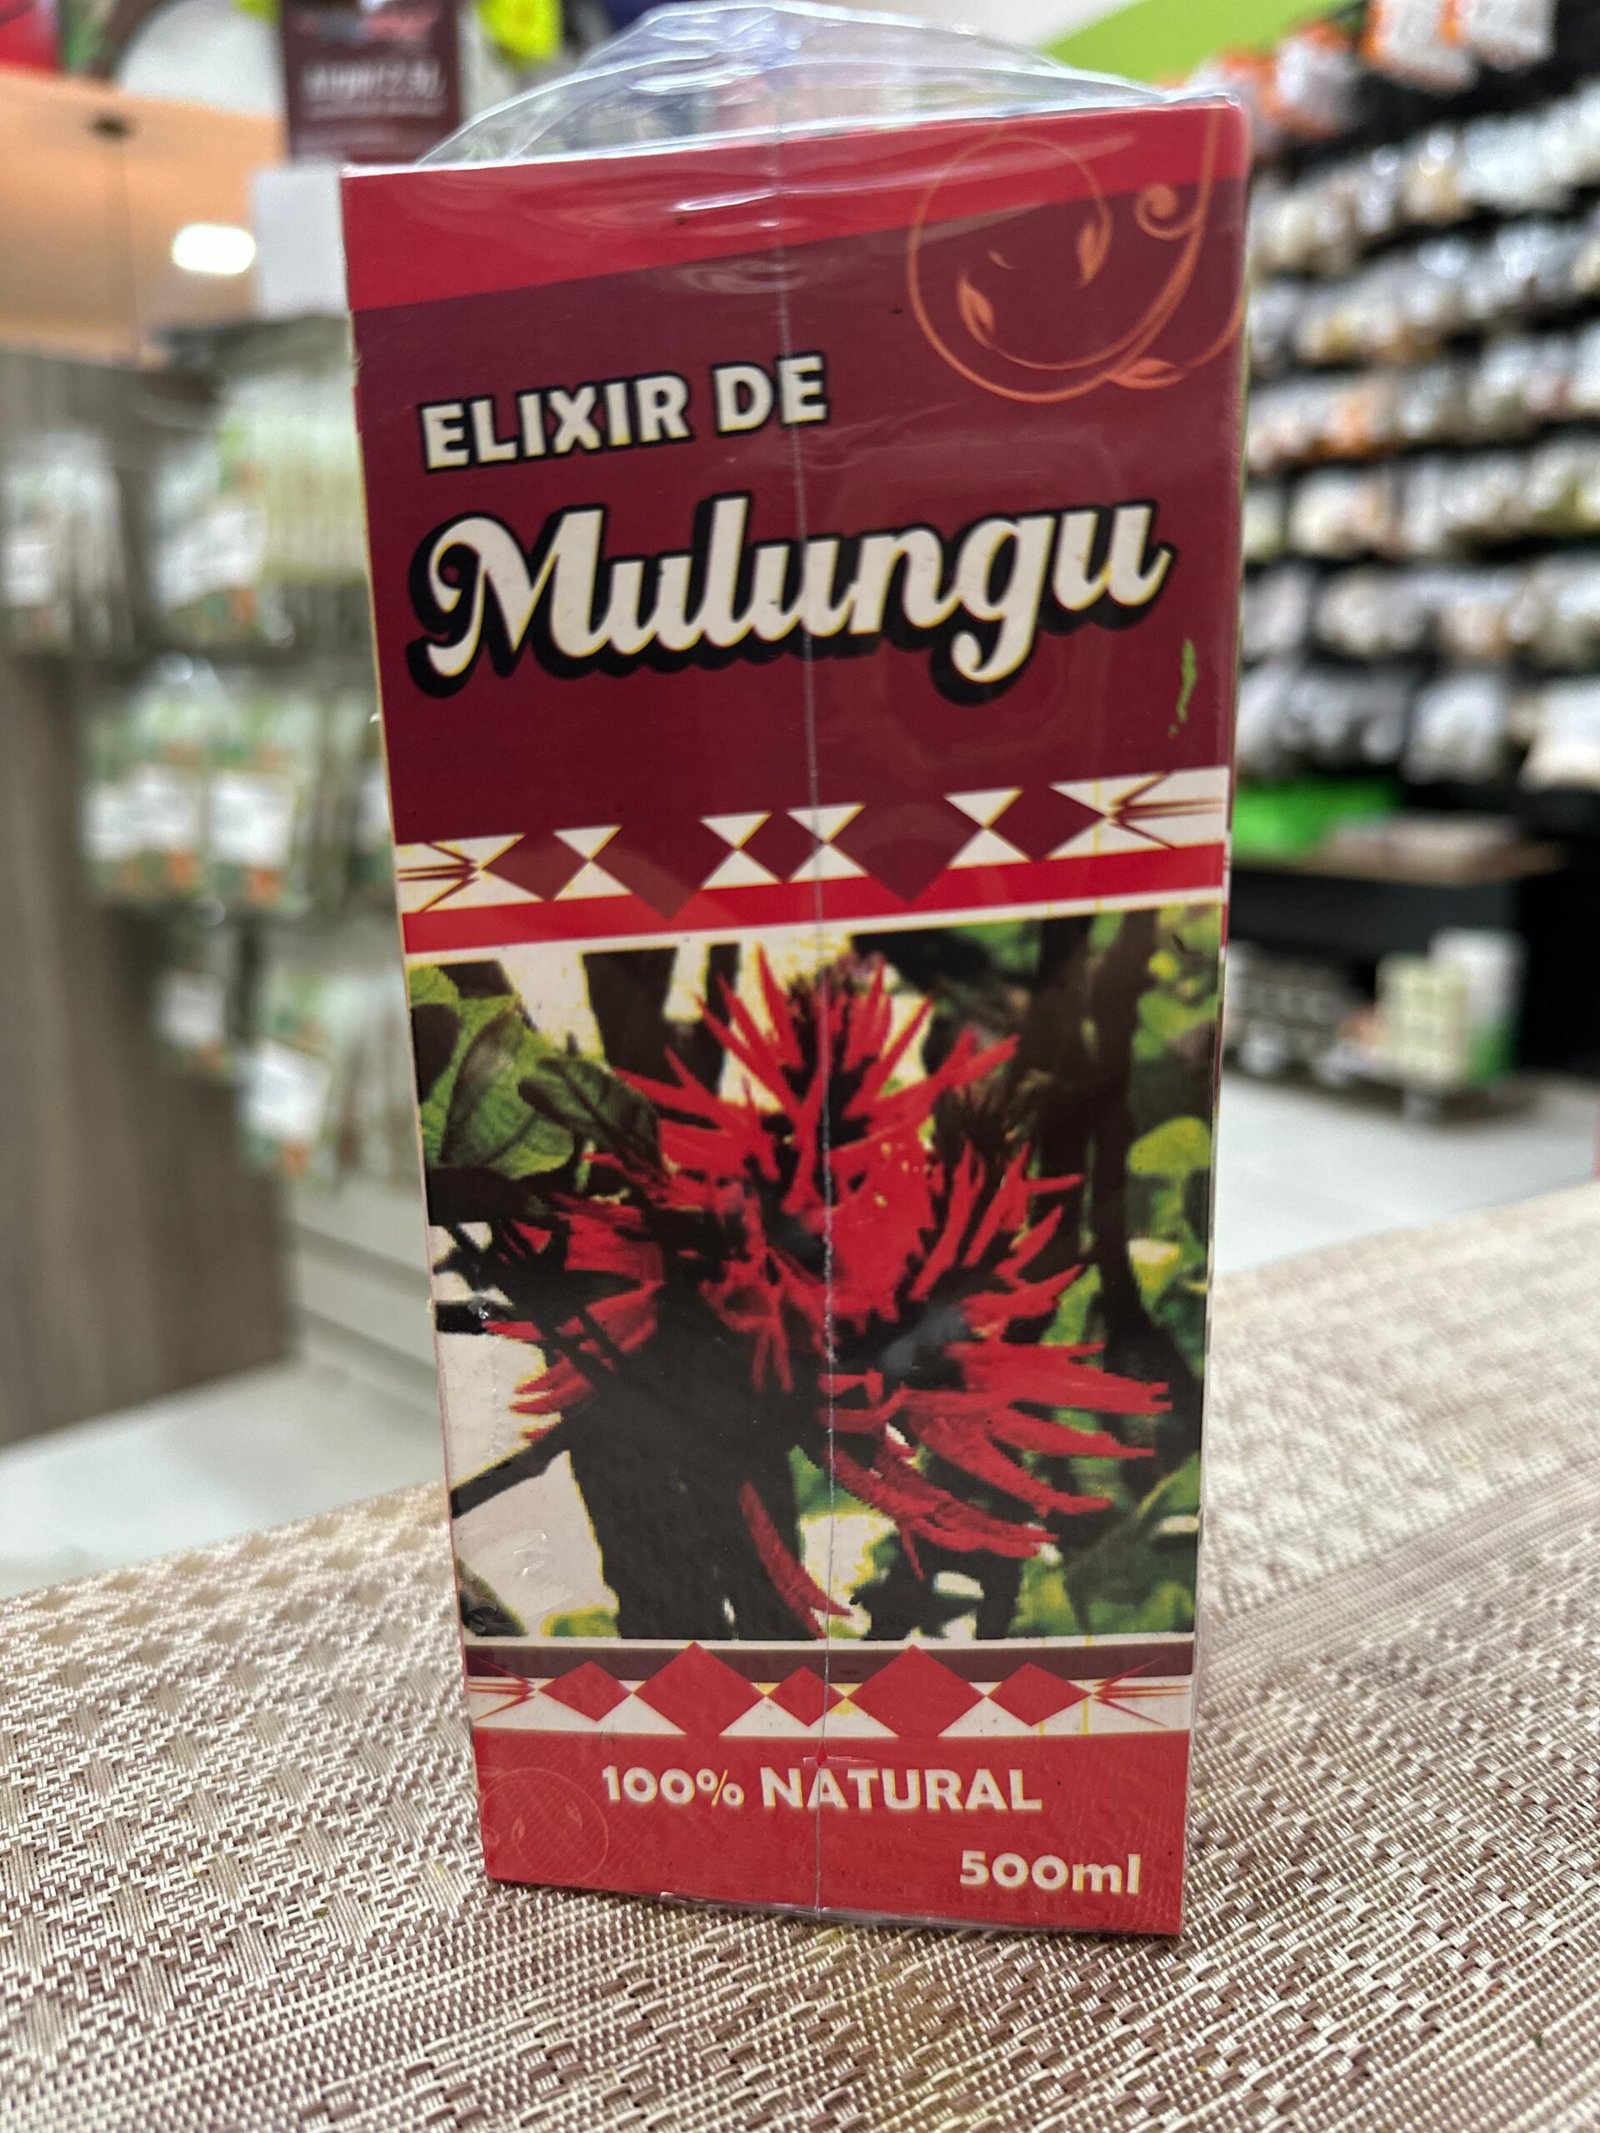 ELIXIR DE
Mulungu
100% NATURAL
500ml